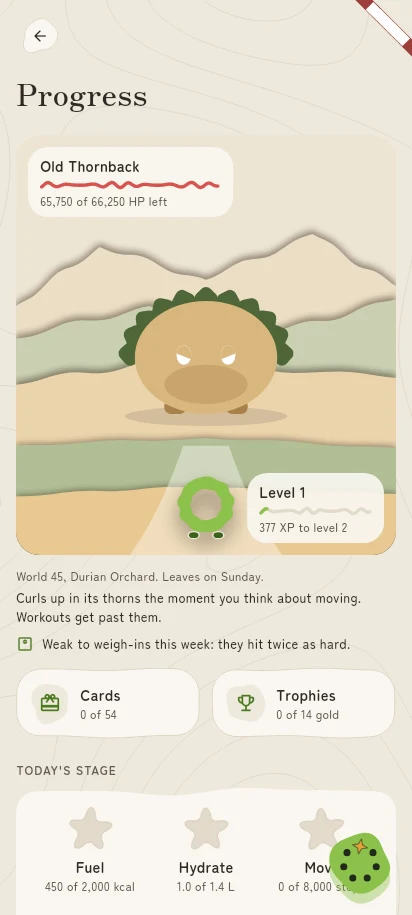 Progress
Old Thornback
65,750 of 66,250 HP left
Level 1
377 XP to level 2
World 45, Durian Orchard. Leaves on Sunday.
Curls up in its thorns the moment you think about moving.
Workouts get past them.
Weak to weigh-ins this week: they hit twice as hard.
Cards
0 of 54
Trophies
0 of 14 gold
TODAY'S STAGE
Fuel
450 of 2,000 kcal
Hydrate
1.0 of 1.4 L
0 of 8,000